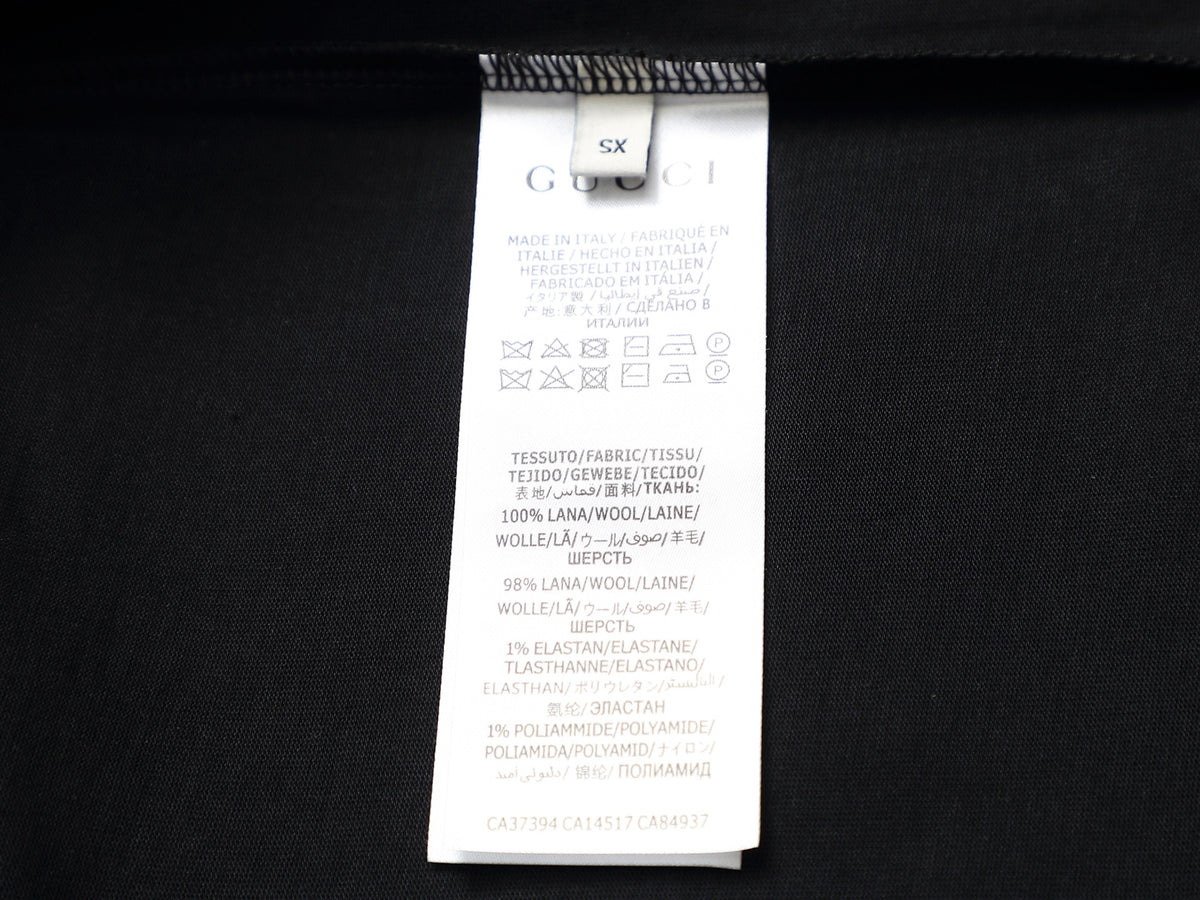 XS
GUCCI
MADE IN ITALY / FABRIQUÉ EN
ITALIE / HECHO EN ITALIA /
HERGESTELLT IN ITALIEN /
FABRICADO EM ITÁLIA /
イタリア製 / صنع في إيطاليا /
产地:意大利 / СДЕЛАНО В
ИТАЛИИ
P
P
TESSUTO/FABRIC/TISSU/
TEJIDO/GEWEBE/TECIDO/
表地/قماس/面料/ТКАНЬ:
100% LANA/WOOL/LAINE/
WOLLE/LÃ/ウール/صوف/羊毛/
ШЕРСТЬ
98% LANA/WOOL/LAINE/
WOLLE/LÃ/ウール/صوف/羊毛/
ШЕРСТЬ
1% ELASTAN/ELASTANE/
TLASTHANNE/ELASTANO/
ELASTHAN/ポリウレタン/
氨纶/ЭЛАСТАН
1% POLIAMMIDE/POLYAMIDE/
POLIAMIDA/POLYAMID/ナイロン/
锦纶/ ПОЛИАМИД
CA37394 CA14517 CA84937